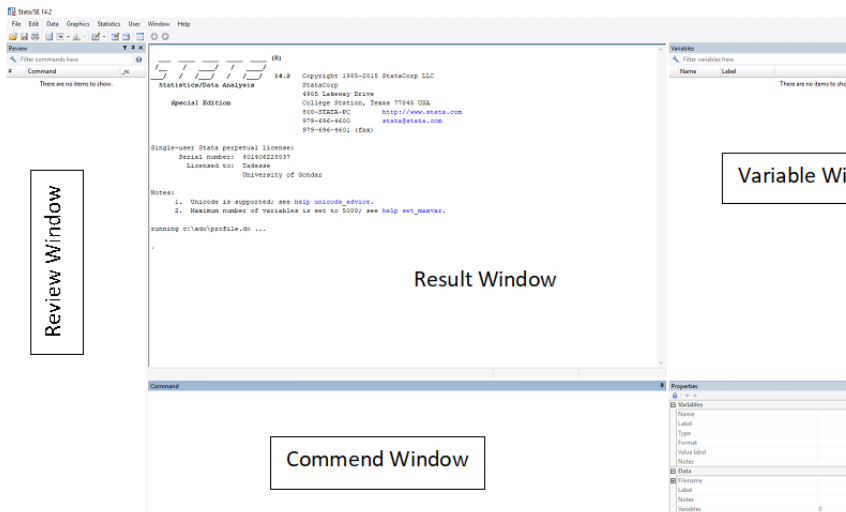 Stata/SE 14.2
File Edit Data Graphics Statistics User Window Help
Review
Filter commands here
# Command _rc
There are no items to show.
(R)
14.2 Copyright 1985-2015 StataCorp LLC
Statistics/Data Analysis StataCorp
4905 Lakeway Drive
Special Edition College Station, Texas 77845 USA
800-STATA-PC http://www.stata.com
979-696-4600 stata@stata.com
979-696-4601 (fax)
Single-user Stata perpetual license:
Serial number: 401406228037
Licensed to: Tadesse
University of Gondar
Notes:
1. Unicode is supported; see help unicode_advice.
2. Maximum number of variables is set to 5000; see help set_maxvar.
running c:\ado\profile.do ...
.
Review Window
Result Window
Command
Commend Window
Variables
Filter variables here
Name Label
There are no items to sho
Variable Wi
Properties
Variables
Name
Label
Type
Format
Value label
Notes
Data
Filename
Label
Notes
Variables 0